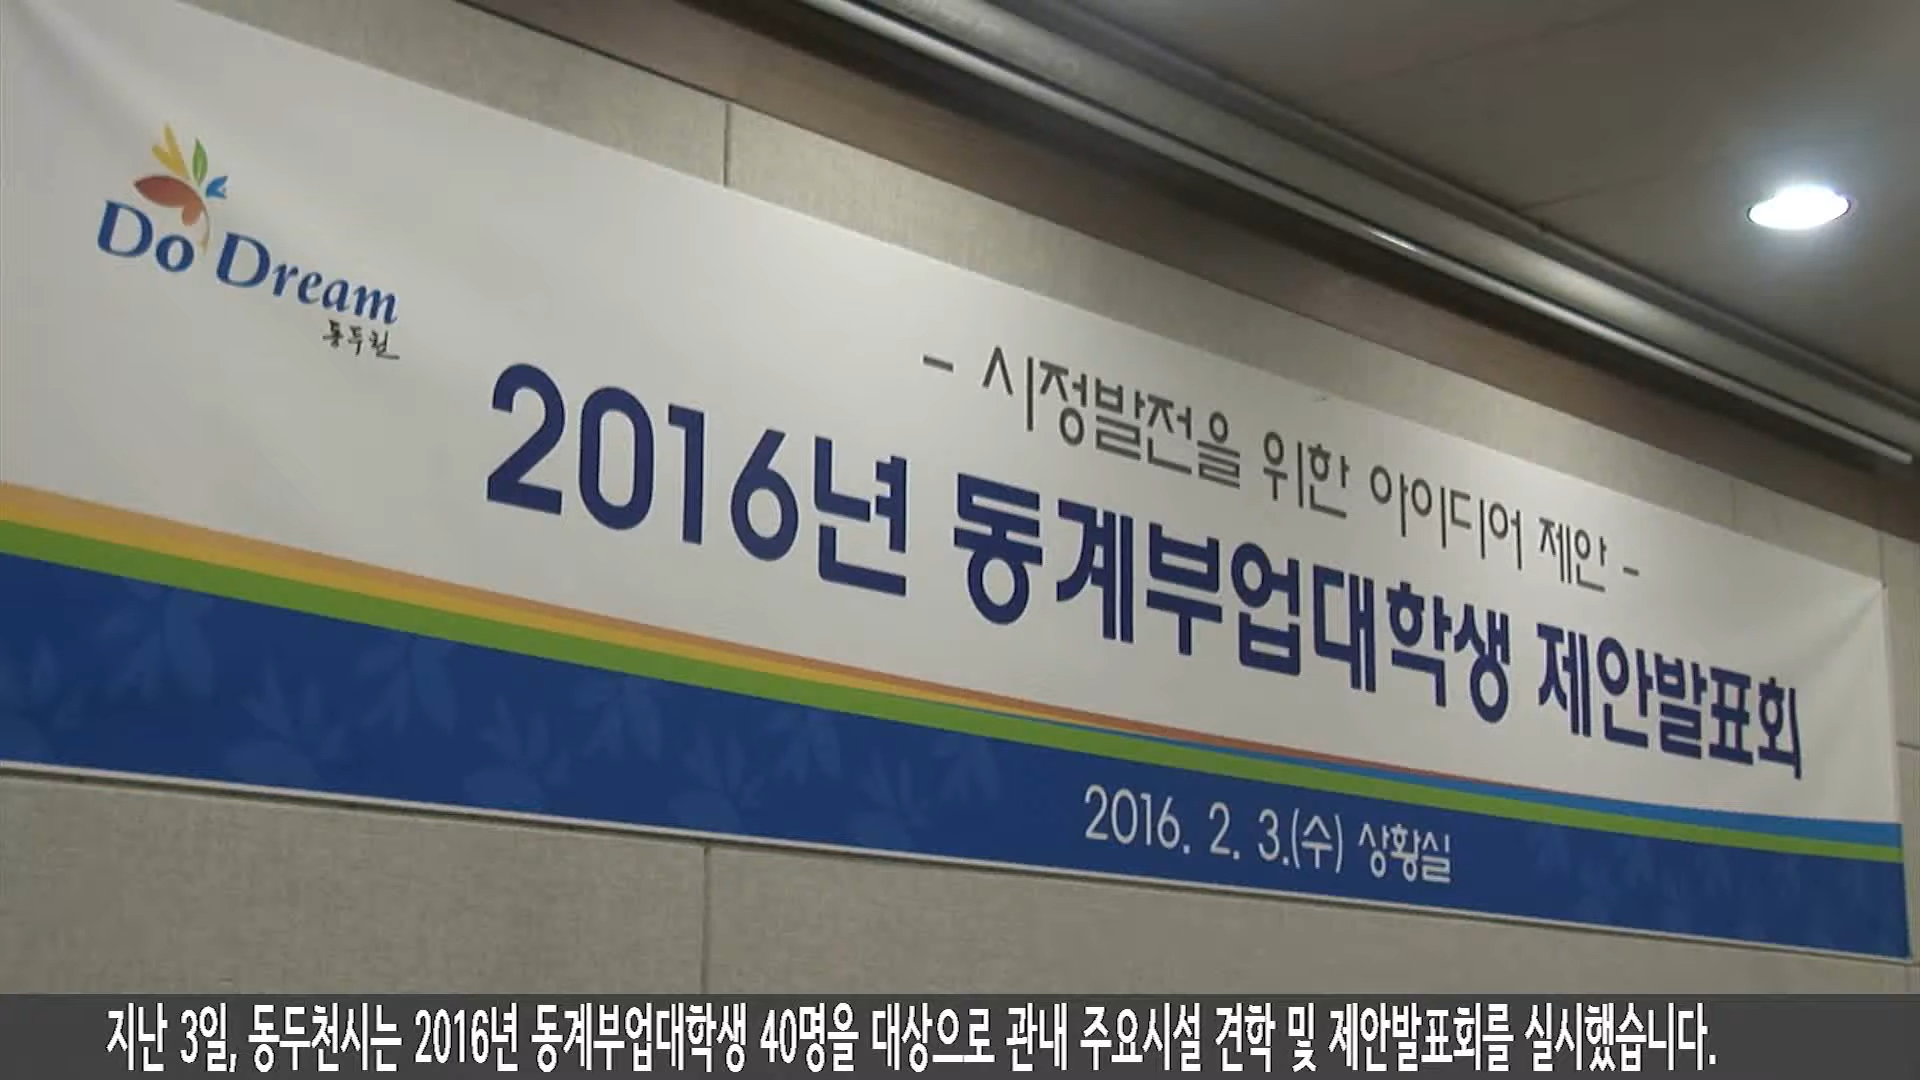 Do Dream
동두천
- 시정발전을 위한 아이디어 제안 -
2016년 동계부업대학생 제안발표회
2016. 2. 3.(수) 상황실
지난 3일, 동두천시는 2016년 동계부업대학생 40명을 대상으로 관내 주요시설 견학 및 제안발표회를 실시했습니다.